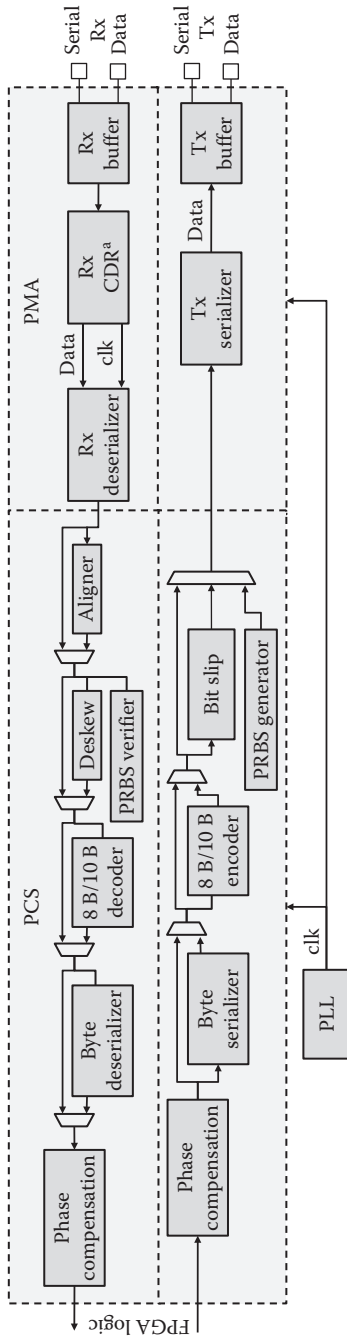 Serial
Rx
Data
Serial
Tx
Data
PMA
Rx
buffer
Rx
CDRᵃ
Data
clk
Rx
deserializer
Tx
buffer
Data
Tx
serializer
PCS
Aligner
Deskew
PRBS verifier
8 B/10 B
decoder
Byte
deserializer
Phase
compensation
Bit slip
PRBS generator
8 B/10 B
encoder
Byte
serializer
Phase
compensation
FPGA logic
clk
PLL